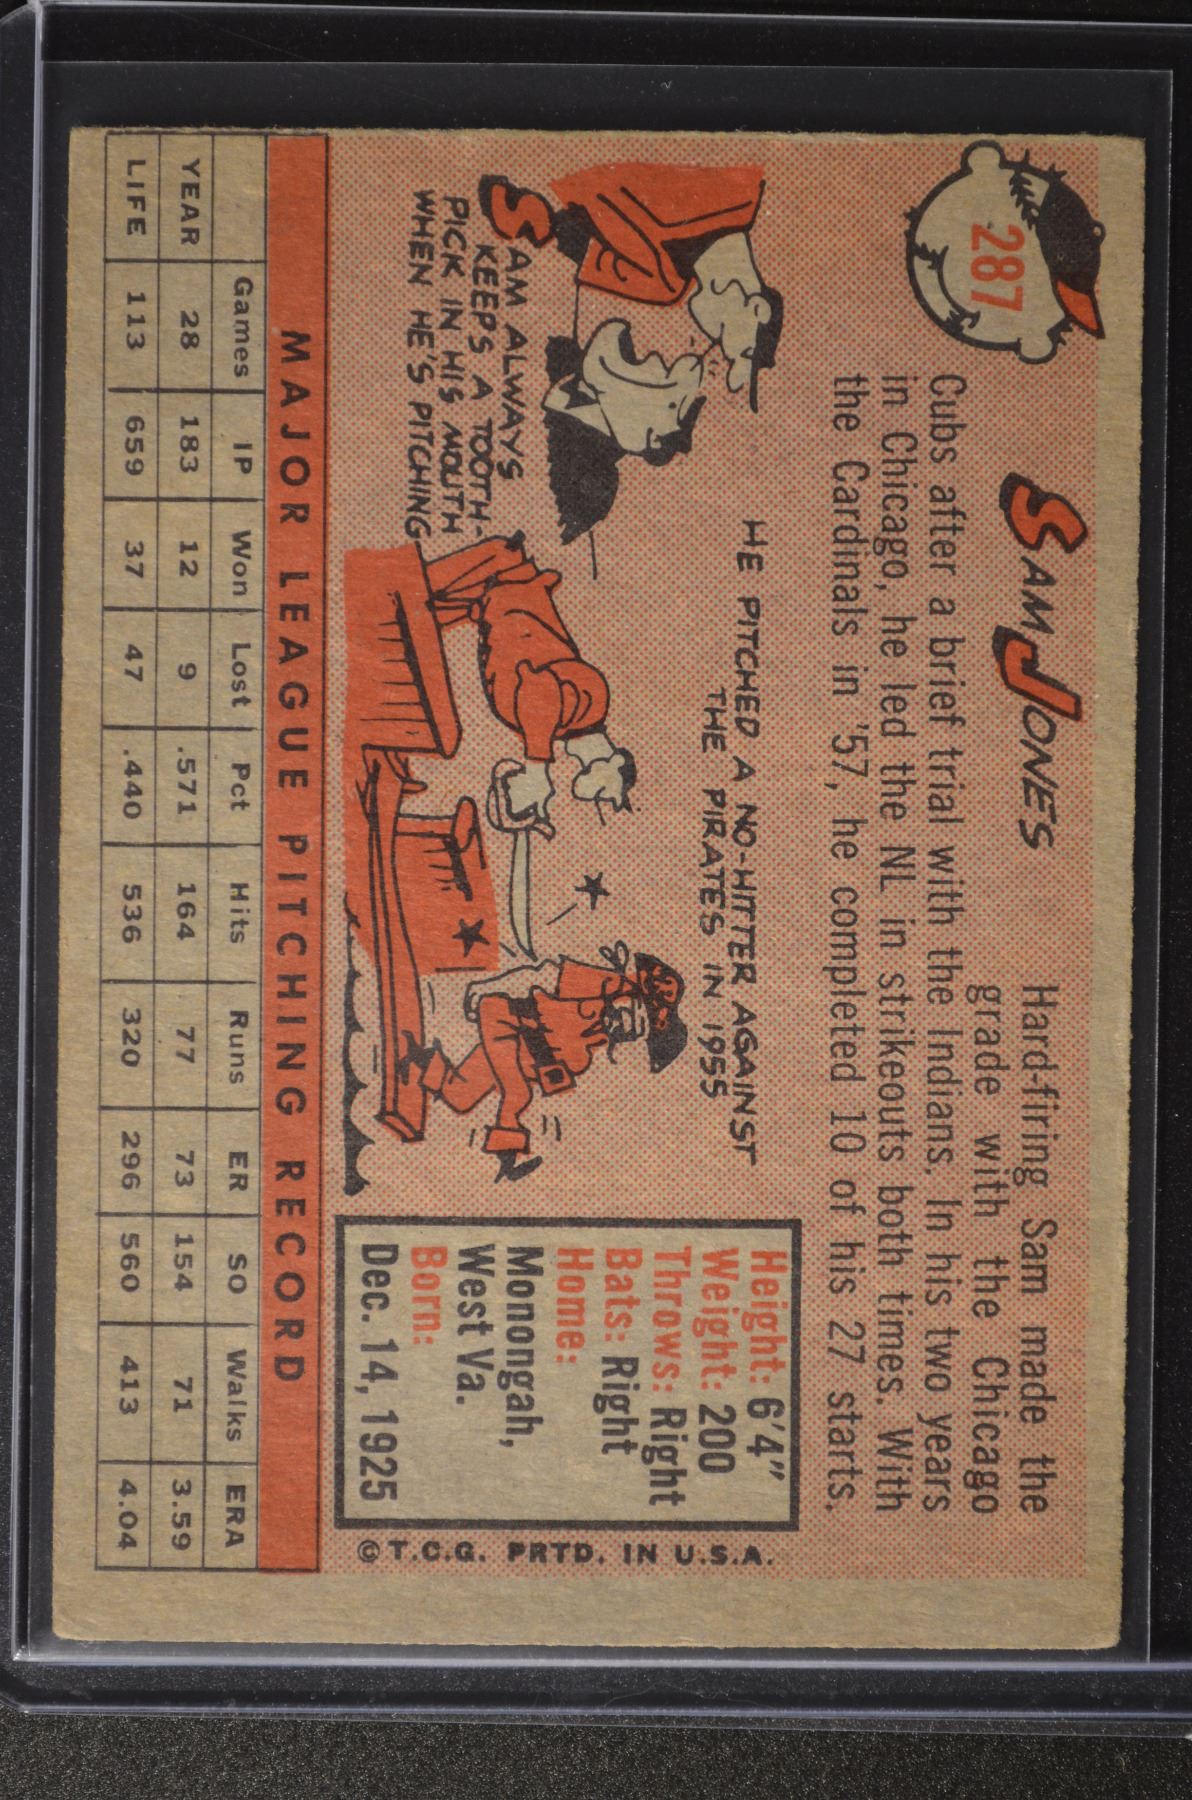 287
SAM JONES
Hard-firing Sam made the
grade with the Chicago
Cubs after a brief trial with the Indians. In his two years
in Chicago, he led the NL in strikeouts both times. With
the Cardinals in '57, he completed 10 of his 27 starts.
HE PITCHED A NO-HITTER AGAINST
THE PIRATES IN 1955
SAM ALWAYS
KEEPS A TOOTH-
PICK IN HIS MOUTH
WHEN HE'S PITCHING
Height: 6'4"
Weight: 200
Throws: Right
Bats: Right
Home:
Monongah,
West Va.
Born:
Dec. 14, 1925
© T.C.G. PRTD. IN U.S.A.
MAJOR LEAGUE PITCHING RECORD
Games IP Won Lost Pct Hits Runs ER SO Walks ERA
YEAR 28 183 12 9 .571 164 77 73 154 71 3.59
LIFE 113 659 37 47 .440 536 320 296 560 413 4.04